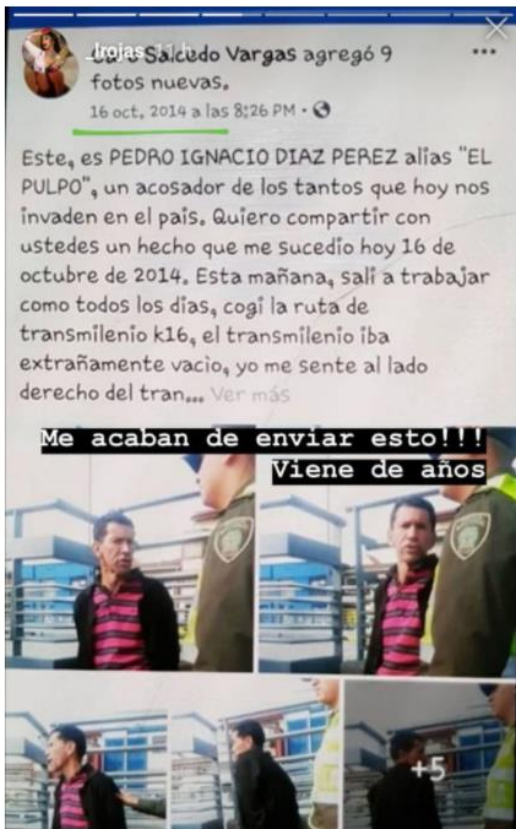 _lrojas 11 h
Salcedo Vargas agregó 9
fotos nuevas.
16 oct. 2014 a las 8:26 PM ·
Este, es PEDRO IGNACIO DIAZ PEREZ alias "EL
PULPO", un acosador de los tantos que hoy nos
invaden en el pais. Quiero compartir con
ustedes un hecho que me sucedio hoy 16 de
octubre de 2014. Esta mañana, sali a trabajar
como todos los dias, cogi la ruta de
transmilenio k16, el transmilenio iba
extrañamente vacio, yo me sente al lado
derecho del tran... Ver más
Me acaban de enviar esto!!!
Viene de años
+5